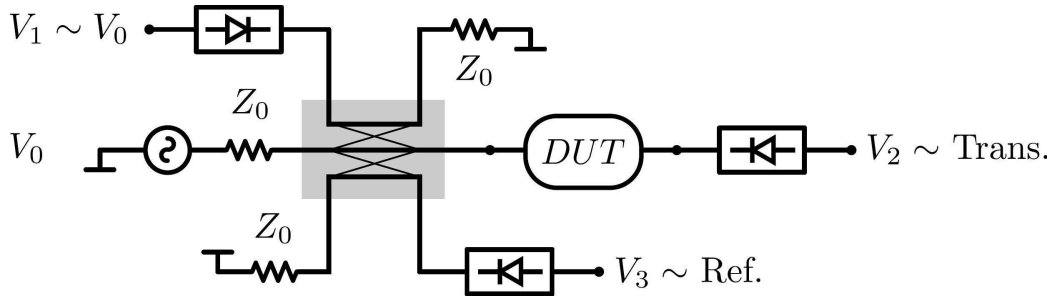 V₁ ∼ V₀
Z₀
Z₀
V₀
DUT
V₂ ∼ Trans.
Z₀
V₃ ∼ Ref.